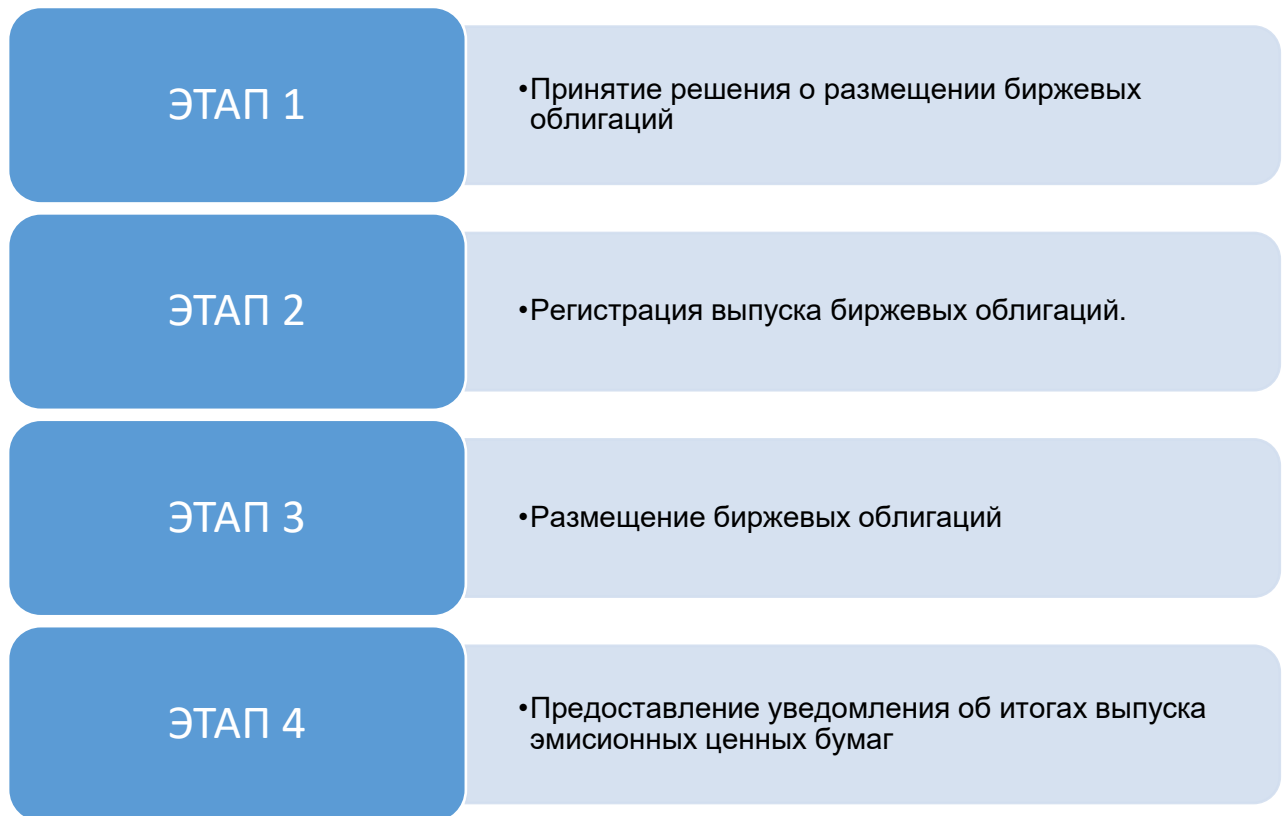 ЭТАП 1
•Принятие решения о размещении биржевых
облигаций
ЭТАП 2
•Регистрация выпуска биржевых облигаций.
ЭТАП 3
•Размещение биржевых облигаций
ЭТАП 4
•Предоставление уведомления об итогах выпуска
эмисионных ценных бумаг